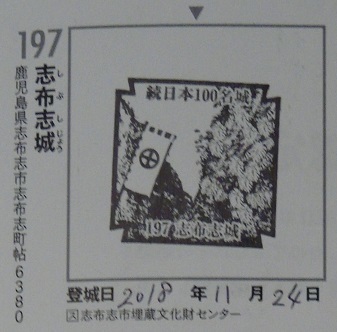 197
志布志城
しぶしじょう
鹿児島県志布志市志布志町帖6380
続日本100名城
197 志布志城
登城日 2018 年 11 月 24 日
図志布志市埋蔵文化財センター